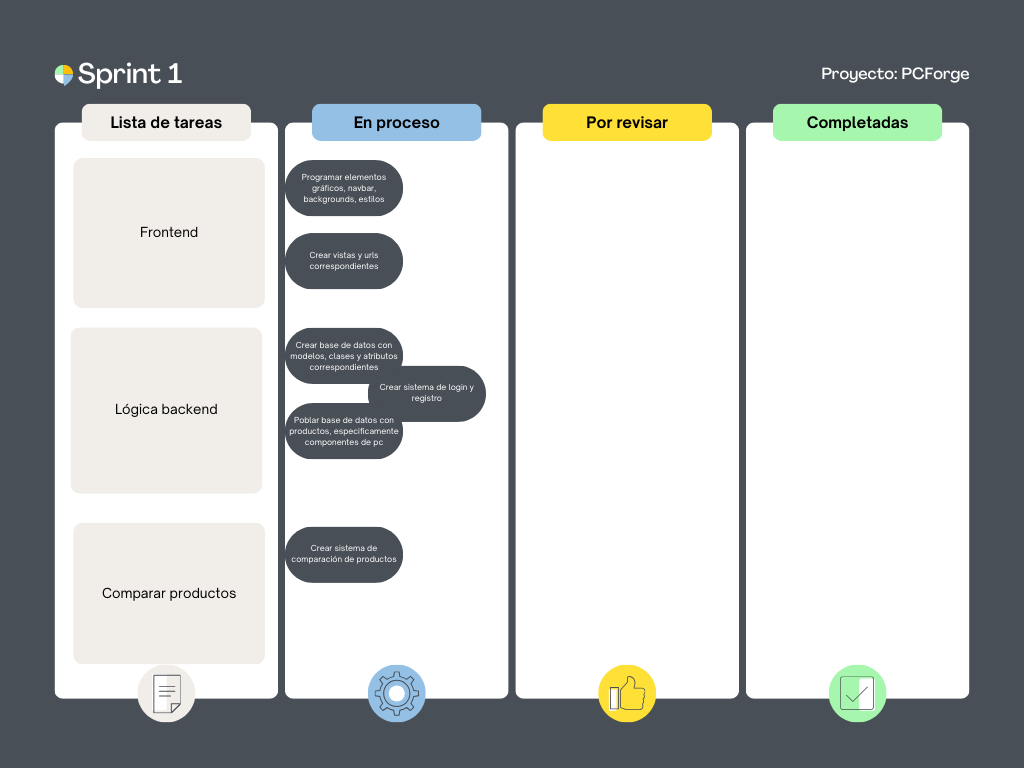 Sprint 1
Proyecto: PCForge
Lista de tareas
En proceso
Por revisar
Completadas
Frontend
Programar elementos
gráficos, navbar,
backgrounds, estilos
Crear vistas y urls
correspondientes
Lógica backend
Crear base de datos con
modelos, clases y atributos
correspondientes
Crear sistema de login y
registro
Poblar base de datos con
productos, especificamente
componentes de pc
Comparar productos
Crear sistema de
comparación de productos